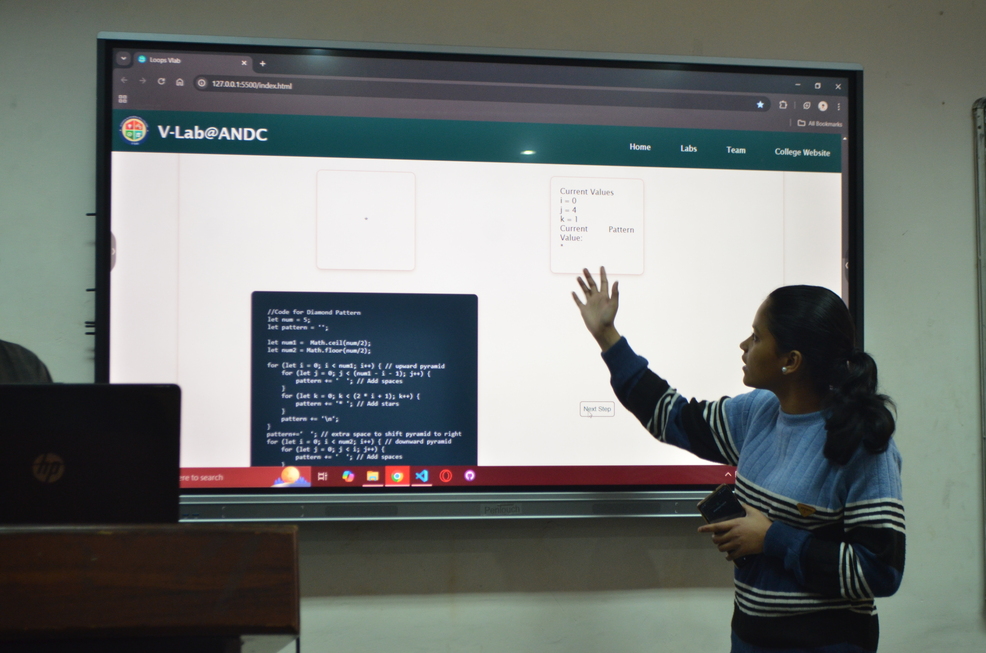 Loops Vlab
127.0.0.1:5500/index.html
All Bookmarks
V-Lab@ANDC
Home Labs Team College Website
Current Values
i = 0
j = 4
k = 1
Current Pattern
Value:
*
*
//Code for Diamond Pattern
let num = 5;
let pattern = '';
let num1 = Math.ceil(num/2);
let num2 = Math.floor(num/2);
for (let i = 0; i < num1; i++) { // upward pyramid
for (let j = 0; j < (num1 - i - 1); j++) {
pattern += '  '; // Add spaces
}
for (let k = 0; k < (2 * i + 1); k++) {
pattern += '* '; // Add stars
}
pattern += '\n';
}
pattern+='  '; // extra space to shift pyramid to right
for (let i = 0; i < num2; i++) { // downward pyramid
for (let j = 0; j < i; j++) {
pattern += '  '; // Add spaces
}
Next Step
ere to search
hp